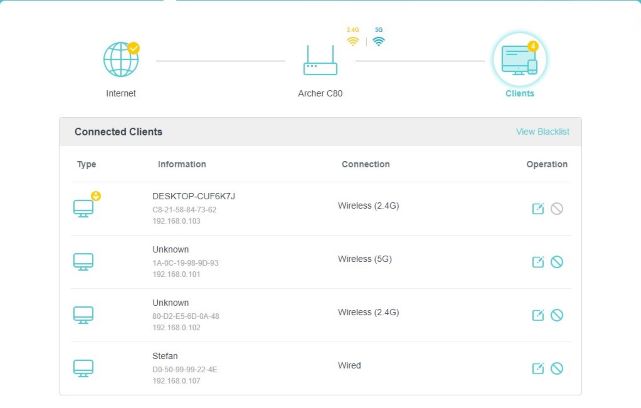 2.4G 5G
4
Internet
Archer C80
Clients
Connected Clients
View Blacklist
Type Information Connection Operation
DESKTOP-CUF6K7J
C8-21-58-84-73-62
192.168.0.103
Wireless (2.4G)
Unknown
1A-0C-19-98-9D-93
192.168.0.101
Wireless (5G)
Unknown
80-D2-E5-6D-0A-48
192.168.0.102
Wireless (2.4G)
Stefan
D0-50-99-99-22-4E
192.168.0.107
Wired